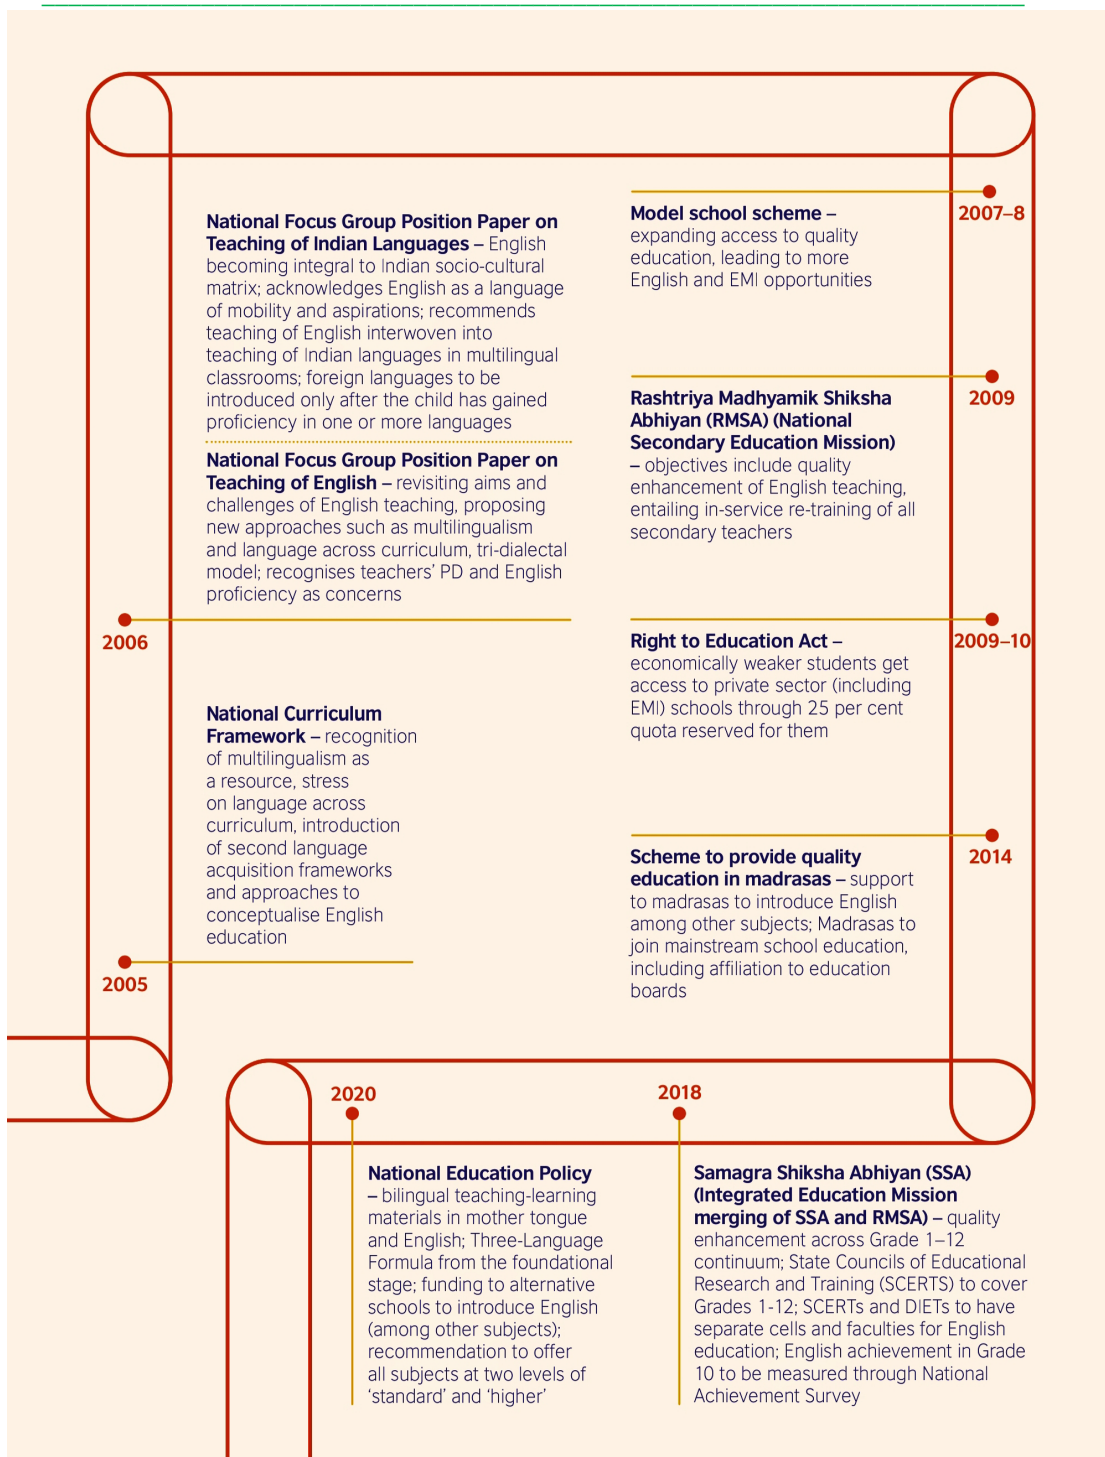 National Focus Group Position Paper on
Teaching of Indian Languages – English
becoming integral to Indian socio-cultural
matrix; acknowledges English as a language
of mobility and aspirations; recommends
teaching of English interwoven into
teaching of Indian languages in multilingual
classrooms; foreign languages to be
introduced only after the child has gained
proficiency in one or more languages
National Focus Group Position Paper on
Teaching of English – revisiting aims and
challenges of English teaching, proposing
new approaches such as multilingualism
and language across curriculum, tri-dialectal
model; recognises teachers’ PD and English
proficiency as concerns
2006
National Curriculum
Framework – recognition
of multilingualism as
a resource, stress
on language across
curriculum, introduction
of second language
acquisition frameworks
and approaches to
conceptualise English
education
2005
2007–8
Model school scheme –
expanding access to quality
education, leading to more
English and EMI opportunities
2009
Rashtriya Madhyamik Shiksha
Abhiyan (RMSA) (National
Secondary Education Mission)
– objectives include quality
enhancement of English teaching,
entailing in-service re-training of all
secondary teachers
2009–10
Right to Education Act –
economically weaker students get
access to private sector (including
EMI) schools through 25 per cent
quota reserved for them
2014
Scheme to provide quality
education in madrasas – support
to madrasas to introduce English
among other subjects; Madrasas to
join mainstream school education,
including affiliation to education
boards
2020
National Education Policy
– bilingual teaching-learning
materials in mother tongue
and English; Three-Language
Formula from the foundational
stage; funding to alternative
schools to introduce English
(among other subjects);
recommendation to offer
all subjects at two levels of
‘standard’ and ‘higher’
2018
Samagra Shiksha Abhiyan (SSA)
(Integrated Education Mission
merging of SSA and RMSA) – quality
enhancement across Grade 1–12
continuum; State Councils of Educational
Research and Training (SCERTS) to cover
Grades 1-12; SCERTs and DIETs to have
separate cells and faculties for English
education; English achievement in Grade
10 to be measured through National
Achievement Survey